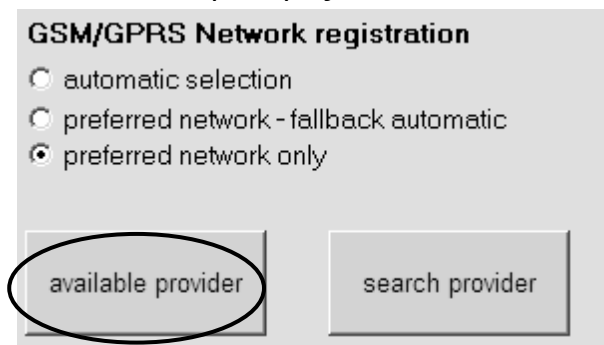 GSM/GPRS Network registration
automatic selection
preferred network - fallback automatic
preferred network only
available provider
search provider